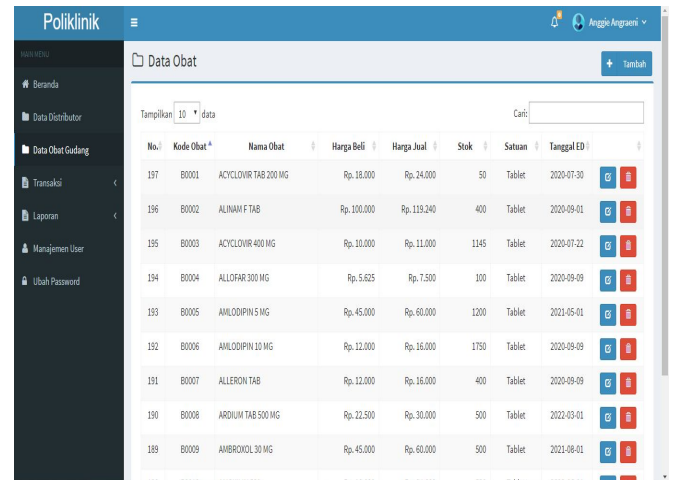 Poliklinik
Anggie Angraeni
MAIN MENU
Beranda
Data Distributor
Data Obat Gudang
Transaksi
Laporan
Manajemen User
Ubah Password
Data Obat
+ Tambah
Tampilkan 10 data
Cari:
No. Kode Obat Nama Obat Harga Beli Harga Jual Stok Satuan Tanggal ED
197 B0001 ACYCLOVIR TAB 200 MG Rp. 18.000 Rp. 24.000 50 Tablet 2020-07-30
196 B0002 ALINAM F TAB Rp. 100.000 Rp. 119.240 400 Tablet 2020-09-01
195 B0003 ACYCLOVIR 400 MG Rp. 10.000 Rp. 11.000 1145 Tablet 2020-07-22
194 B0004 ALLOFAR 300 MG Rp. 5.625 Rp. 7.500 100 Tablet 2020-09-09
193 B0005 AMLODIPIN 5 MG Rp. 45.000 Rp. 60.000 1200 Tablet 2021-05-01
192 B0006 AMLODIPIN 10 MG Rp. 12.000 Rp. 16.000 1750 Tablet 2020-09-09
191 B0007 ALLERON TAB Rp. 12.000 Rp. 16.000 400 Tablet 2020-09-09
190 B0008 ARDIUM TAB 500 MG Rp. 22.500 Rp. 30.000 500 Tablet 2022-03-01
189 B0009 AMBROXOL 30 MG Rp. 45.000 Rp. 60.000 500 Tablet 2021-08-01